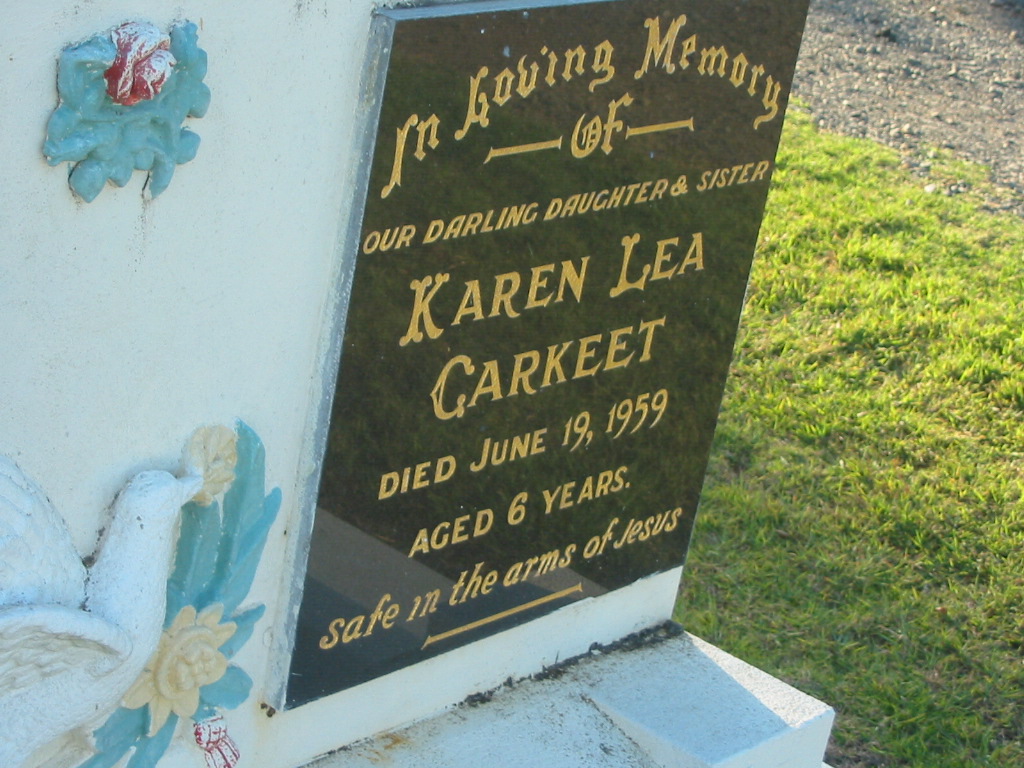 In Loving Memory
Of
OUR DARLING DAUGHTER & SISTER
KAREN LEA
CARKEET
DIED JUNE 19, 1959
AGED 6 YEARS.
safe in the arms of Jesus